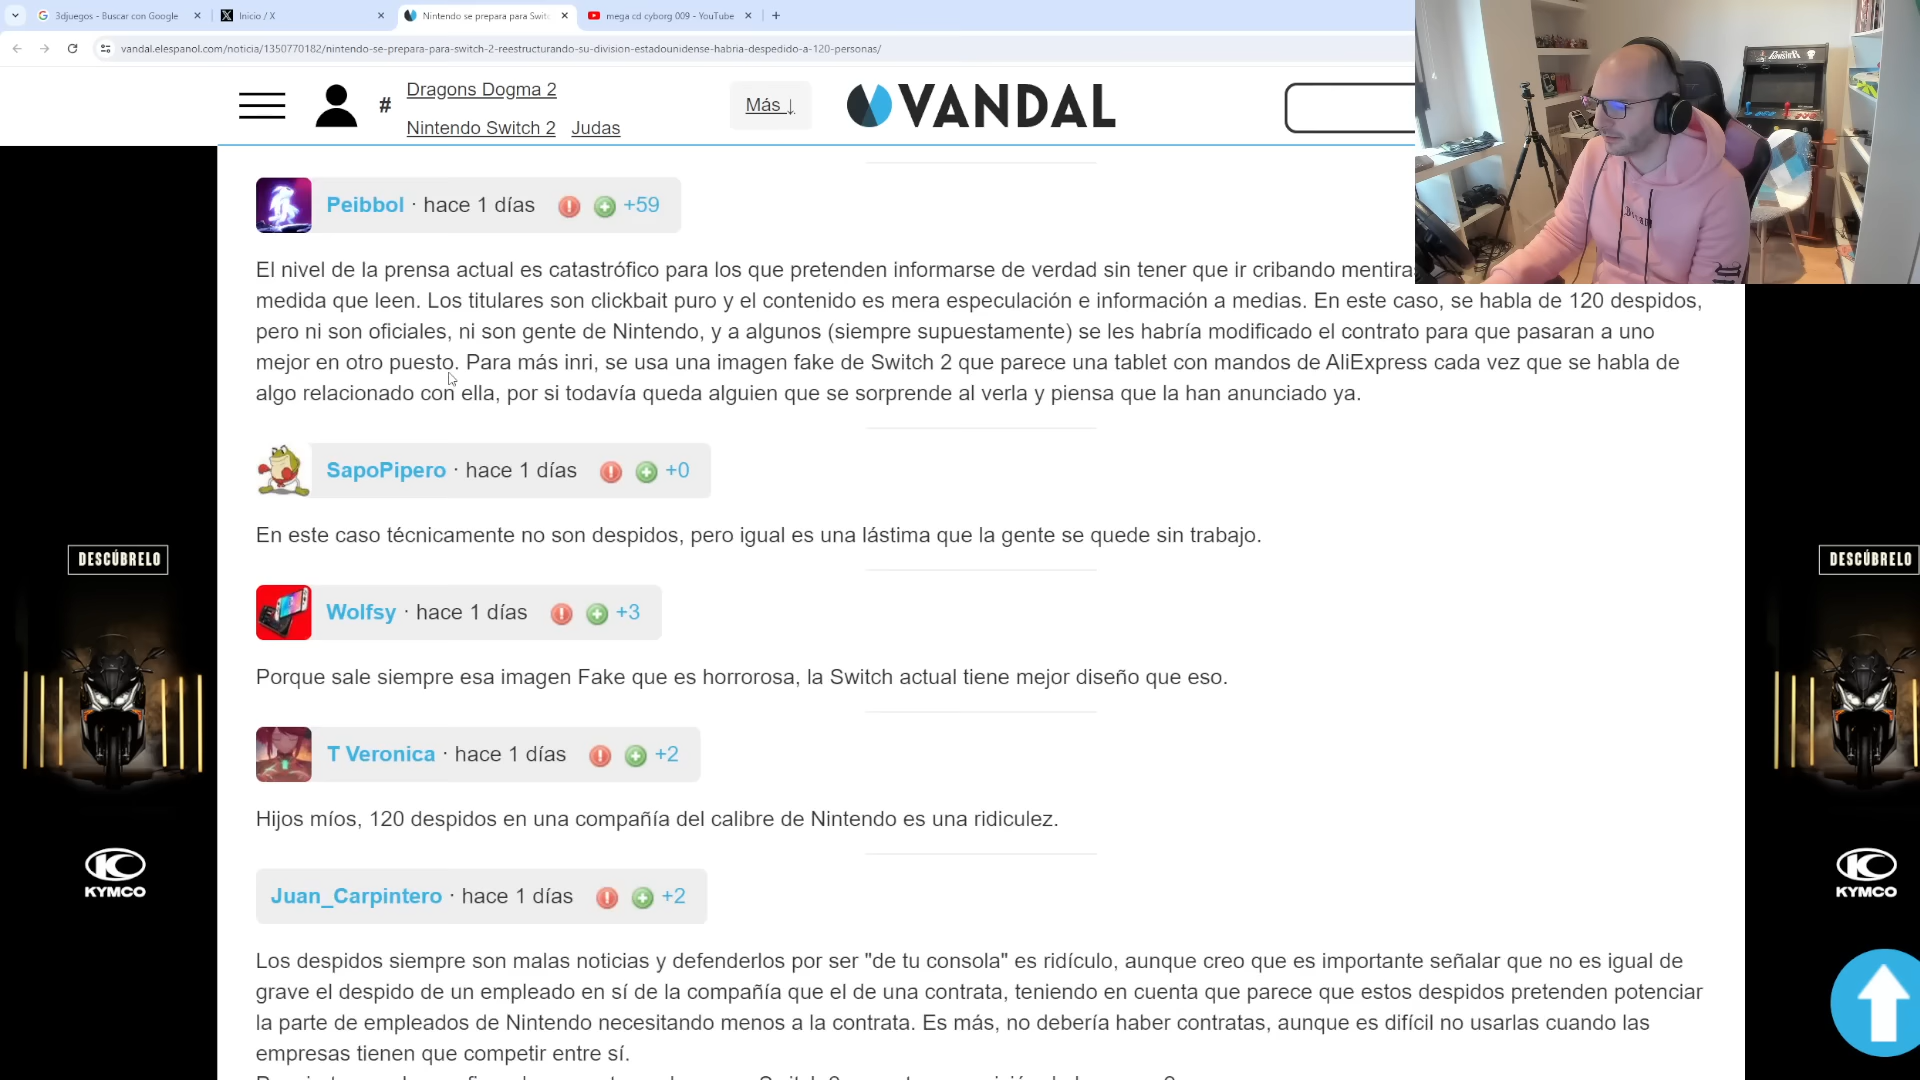 3djuegos - Buscar con Google
Inicio / X
Nintendo se prepara para Switc
mega cd cyborg 009 - YouTube
vandal.elespanol.com/noticia/1350770182/nintendo-se-prepara-para-switch-2-reestructurando-su-division-estadounidense-habria-despedido-a-120-personas/
# Dragons Dogma 2
Nintendo Switch 2 Judas
Más ↓
VANDAL
Peibbol · hace 1 días +59
El nivel de la prensa actual es catastrófico para los que pretenden informarse de verdad sin tener que ir cribando mentiras
medida que leen. Los titulares son clickbait puro y el contenido es mera especulación e información a medias. En este caso, se habla de 120 despidos,
pero ni son oficiales, ni son gente de Nintendo, y a algunos (siempre supuestamente) se les habría modificado el contrato para que pasaran a uno
mejor en otro puesto. Para más inri, se usa una imagen fake de Switch 2 que parece una tablet con mandos de AliExpress cada vez que se habla de
algo relacionado con ella, por si todavía queda alguien que se sorprende al verla y piensa que la han anunciado ya.
SapoPipero · hace 1 días +0
En este caso técnicamente no son despidos, pero igual es una lástima que la gente se quede sin trabajo.
DESCÚBRELO
DESCÚBRELO
Wolfsy · hace 1 días +3
Porque sale siempre esa imagen Fake que es horrorosa, la Switch actual tiene mejor diseño que eso.
T Veronica · hace 1 días +2
Hijos míos, 120 despidos en una compañía del calibre de Nintendo es una ridiculez.
KYMCO
KYMCO
Juan_Carpintero · hace 1 días +2
Los despidos siempre son malas noticias y defenderlos por ser "de tu consola" es ridículo, aunque creo que es importante señalar que no es igual de
grave el despido de un empleado en sí de la compañía que el de una contrata, teniendo en cuenta que parece que estos despidos pretenden potenciar
la parte de empleados de Nintendo necesitando menos a la contrata. Es más, no debería haber contratas, aunque es difícil no usarlas cuando las
empresas tienen que competir entre sí.